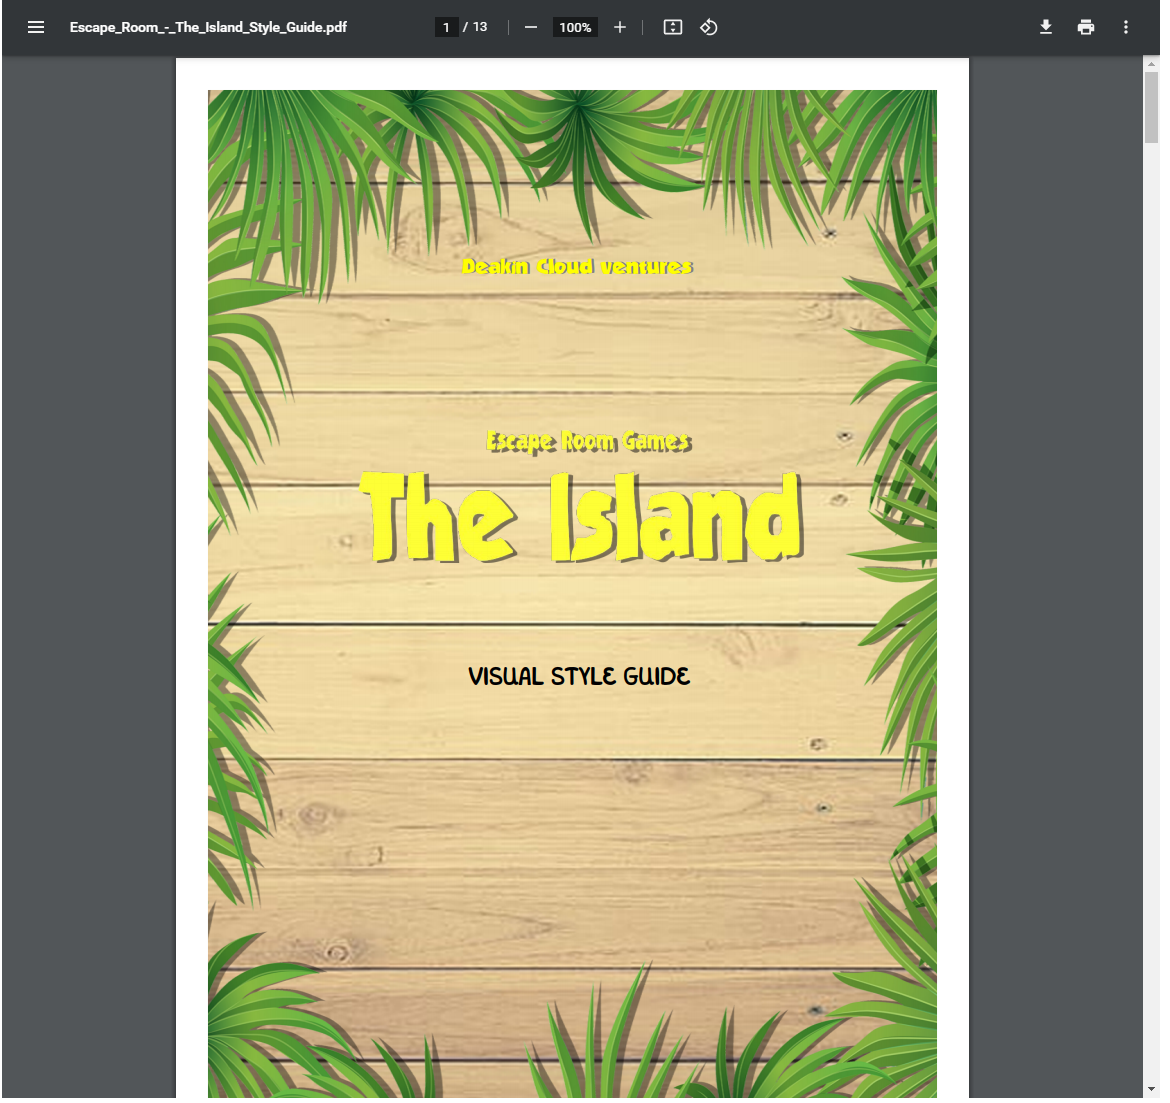 Escape_Room_-_The_Island_Style_Guide.pdf
1 / 13
100%
Deakin Cloud ventures
Escape Room Games
The Island
VISUAL STYLE GUIDE